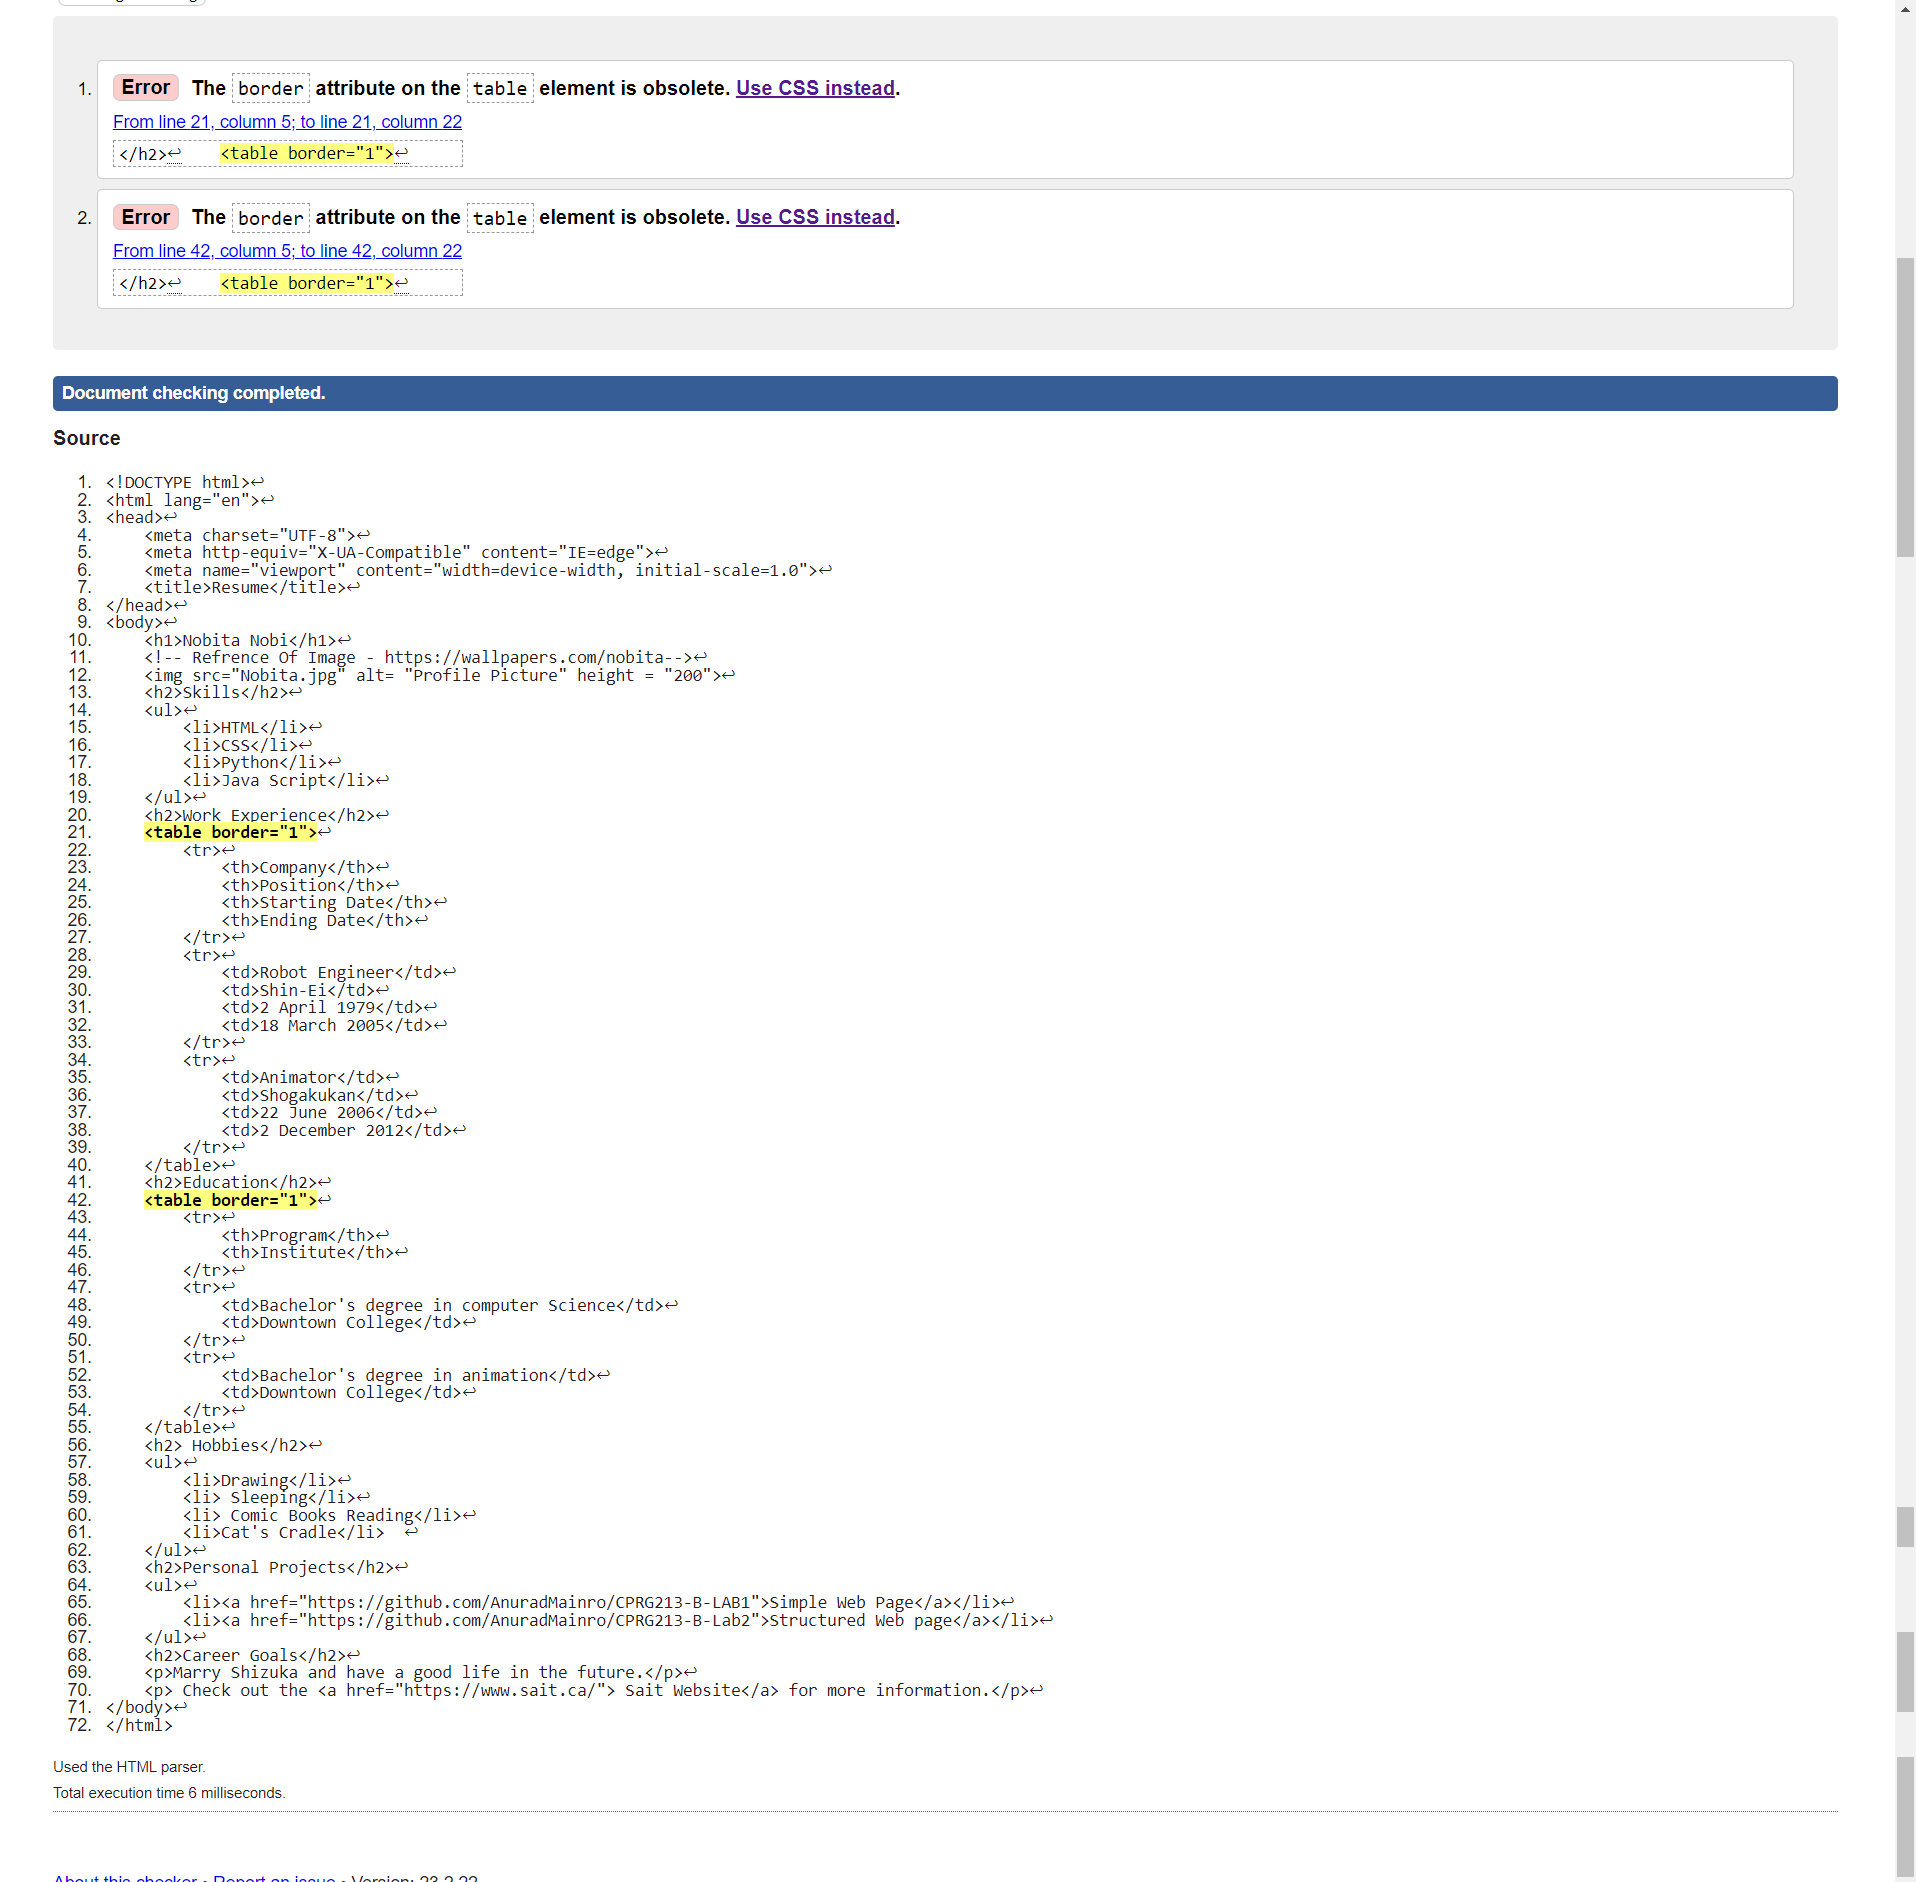 1. Error The border attribute on the table element is obsolete. Use CSS instead.
From line 21, column 5; to line 21, column 22
</h2>↩    <table border="1">↩
2. Error The border attribute on the table element is obsolete. Use CSS instead.
From line 42, column 5; to line 42, column 22
</h2>↩    <table border="1">↩
Document checking completed.
Source
1. <!DOCTYPE html>↩
2. <html lang="en">↩
3. <head>↩
4.     <meta charset="UTF-8">↩
5.     <meta http-equiv="X-UA-Compatible" content="IE=edge">↩
6.     <meta name="viewport" content="width=device-width, initial-scale=1.0">↩
7.     <title>Resume</title>↩
8. </head>↩
9. <body>↩
10.     <h1>Nobita Nobi</h1>↩
11.     <!-- Refrence Of Image - https://wallpapers.com/nobita-->↩
12.     <img src="Nobita.jpg" alt= "Profile Picture" height = "200">↩
13.     <h2>Skills</h2>↩
14.     <ul>↩
15.         <li>HTML</li>↩
16.         <li>CSS</li>↩
17.         <li>Python</li>↩
18.         <li>Java Script</li>↩
19.     </ul>↩
20.     <h2>Work Experience</h2>↩
21.     <table border="1">↩
22.         <tr>↩
23.             <th>Company</th>↩
24.             <th>Position</th>↩
25.             <th>Starting Date</th>↩
26.             <th>Ending Date</th>↩
27.         </tr>↩
28.         <tr>↩
29.             <td>Robot Engineer</td>↩
30.             <td>Shin-Ei</td>↩
31.             <td>2 April 1979</td>↩
32.             <td>18 March 2005</td>↩
33.         </tr>↩
34.         <tr>↩
35.             <td>Animator</td>↩
36.             <td>Shogakukan</td>↩
37.             <td>22 June 2006</td>↩
38.             <td>2 December 2012</td>↩
39.         </tr>↩
40.     </table>↩
41.     <h2>Education</h2>↩
42.     <table border="1">↩
43.         <tr>↩
44.             <th>Program</th>↩
45.             <th>Institute</th>↩
46.         </tr>↩
47.         <tr>↩
48.             <td>Bachelor's degree in computer Science</td>↩
49.             <td>Downtown College</td>↩
50.         </tr>↩
51.         <tr>↩
52.             <td>Bachelor's degree in animation</td>↩
53.             <td>Downtown College</td>↩
54.         </tr>↩
55.     </table>↩
56.     <h2> Hobbies</h2>↩
57.     <ul>↩
58.         <li>Drawing</li>↩
59.         <li> Sleeping</li>↩
60.         <li> Comic Books Reading</li>↩
61.         <li>Cat's Cradle</li>  ↩
62.     </ul>↩
63.     <h2>Personal Projects</h2>↩
64.     <ul>↩
65.         <li><a href="https://github.com/AnuradMainro/CPRG213-B-LAB1">Simple Web Page</a></li>↩
66.         <li><a href="https://github.com/AnuradMainro/CPRG213-B-Lab2">Structured Web page</a></li>↩
67.     </ul>↩
68.     <h2>Career Goals</h2>↩
69.     <p>Marry Shizuka and have a good life in the future.</p>↩
70.     <p> Check out the <a href="https://www.sait.ca/"> Sait Website</a> for more information.</p>↩
71. </body>↩
72. </html>
Used the HTML parser.
Total execution time 6 milliseconds.
About this checker • Report an issue • Version: 23.2.22